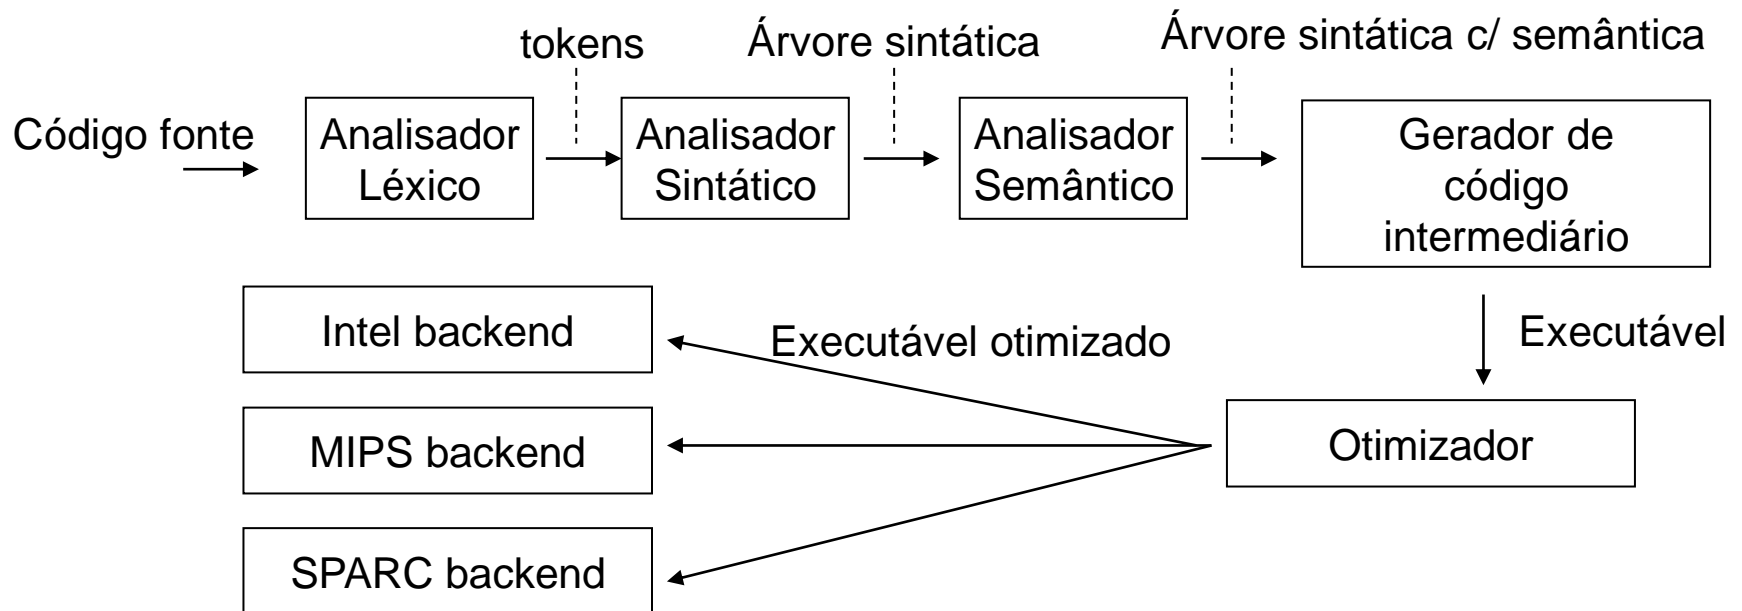 tokens
Árvore sintática
Árvore sintática c/ semântica
Código fonte
Analisador
Léxico
Analisador
Sintático
Analisador
Semântico
Gerador de
código
intermediário
Intel backend
Executável otimizado
Executável
MIPS backend
Otimizador
SPARC backend